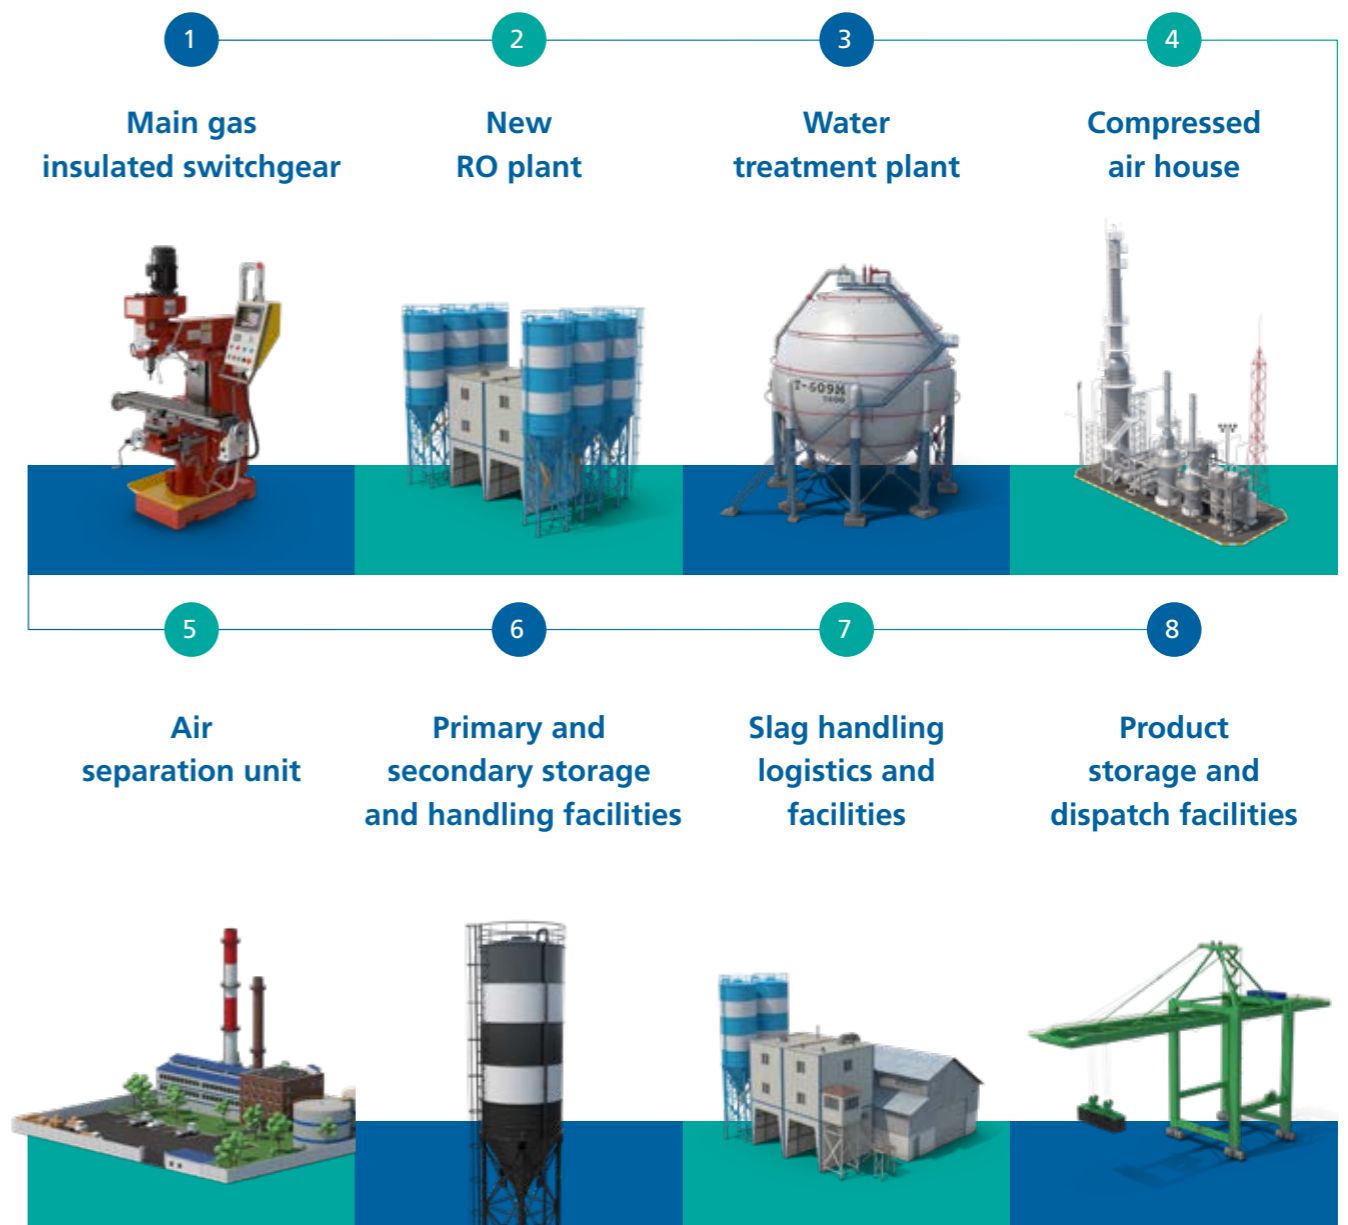 1
2
3
4
Main gas
insulated switchgear
New
RO plant
Water
treatment plant
Compressed
air house
T-609M
5
6
7
8
Air
separation unit
Primary and
secondary storage
and handling facilities
Slag handling
logistics and
facilities
Product
storage and
dispatch facilities